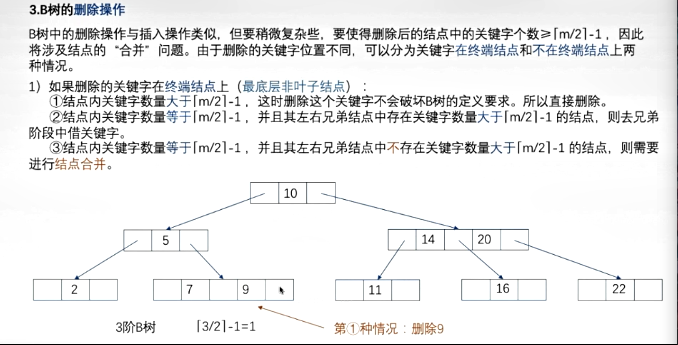 3.B树的删除操作
B树中的删除操作与插入操作类似，但要稍微复杂些，要使得删除后的结点中的关键字个数≥⌈m/2⌉-1，因此
将涉及结点的“合并”问题。由于删除的关键字位置不同，可以分为关键字在终端结点和不在终端结点上两
种情况。
1）如果删除的关键字在终端结点上（最底层非叶子结点）：
①结点内关键字数量大于⌈m/2⌉-1，这时删除这个关键字不会破坏B树的定义要求。所以直接删除。
②结点内关键字数量等于⌈m/2⌉-1，并且其左右兄弟结点中存在关键字数量大于⌈m/2⌉-1 的结点，则去兄弟
阶段中借关键字。
③结点内关键字数量等于⌈m/2⌉-1，并且其左右兄弟结点中不存在关键字数量大于⌈m/2⌉-1 的结点，则需要
进行结点合并。
10
5
14 20
2
7 9
11
16
22
3阶B树 ⌈3/2⌉-1=1 第①种情况：删除9